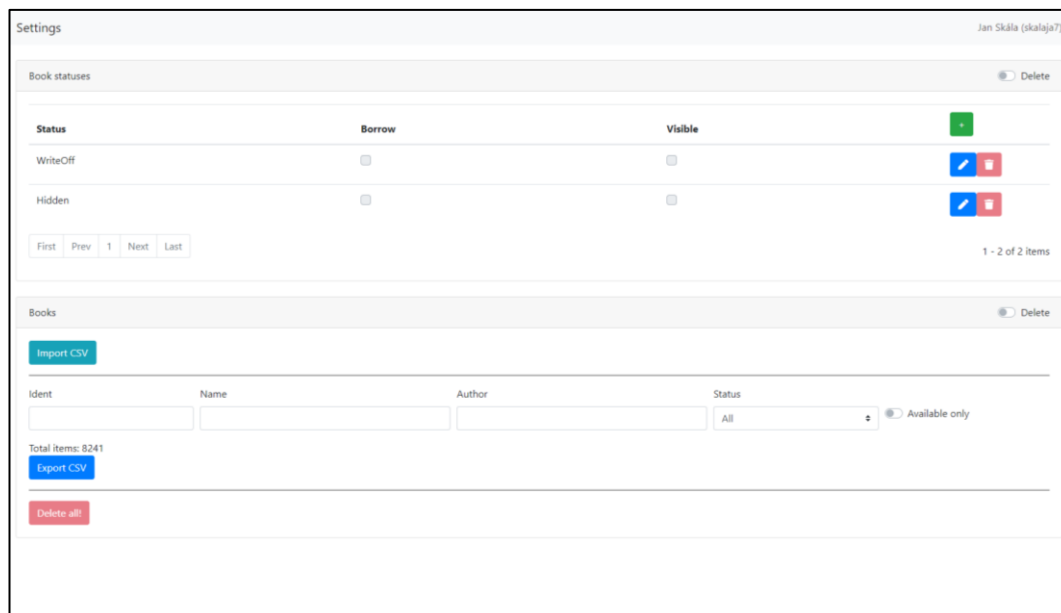 Settings Jan Skála (skalaja7)
Book statuses Delete
Status Borrow Visible +
WriteOff
Hidden
First Prev 1 Next Last
1 - 2 of 2 items
Books Delete
Import CSV
Ident Name Author Status
All Available only
Total items: 8241
Export CSV
Delete all!